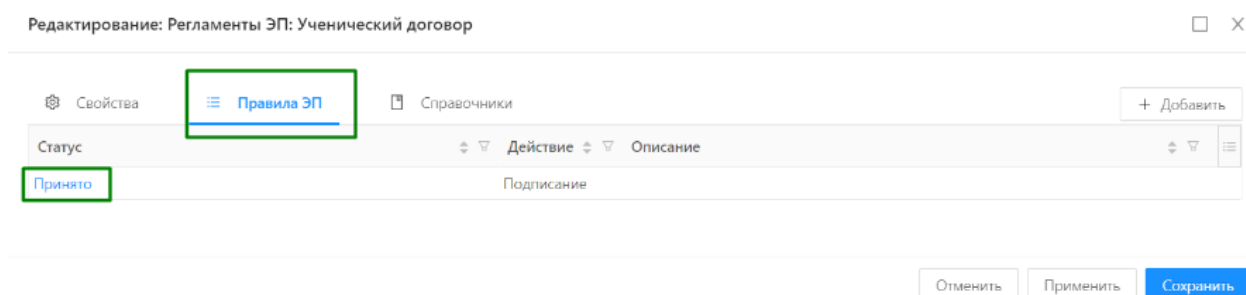 Редактирование: Регламенты ЭП: Ученический договор
Свойства Правила ЭП Справочники + Добавить
Статус Действие Описание
Принято Подписание
Отменить Применить Сохранить